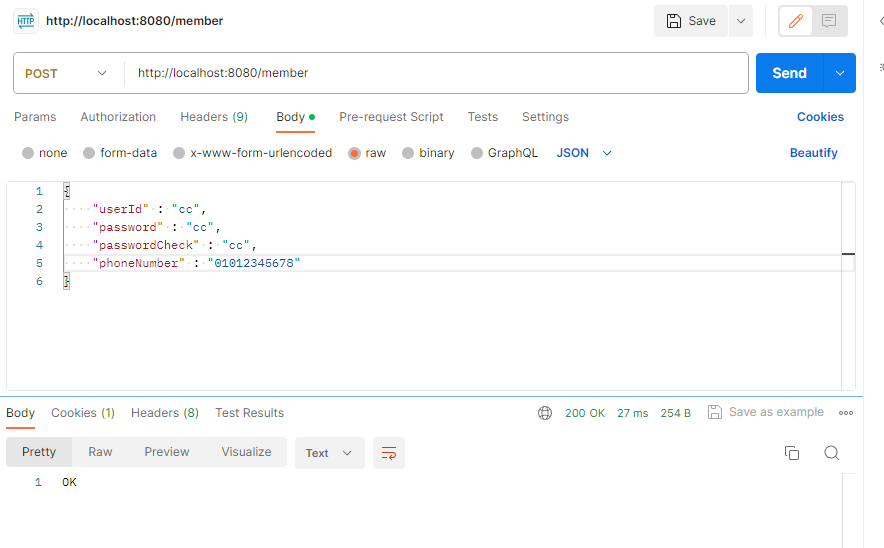 HTTP http://localhost:8080/member Save
POST http://localhost:8080/member Send
Params Authorization Headers (9) Body Pre-request Script Tests Settings Cookies
none form-data x-www-form-urlencoded raw binary GraphQL JSON Beautify
1 {
2 "userId" : "cc",
3 "password" : "cc",
4 "passwordCheck" : "cc",
5 "phoneNumber" : "01012345678"
6 }
Body Cookies (1) Headers (8) Test Results 200 OK 27 ms 254 B Save as example
Pretty Raw Preview Visualize Text
1 OK